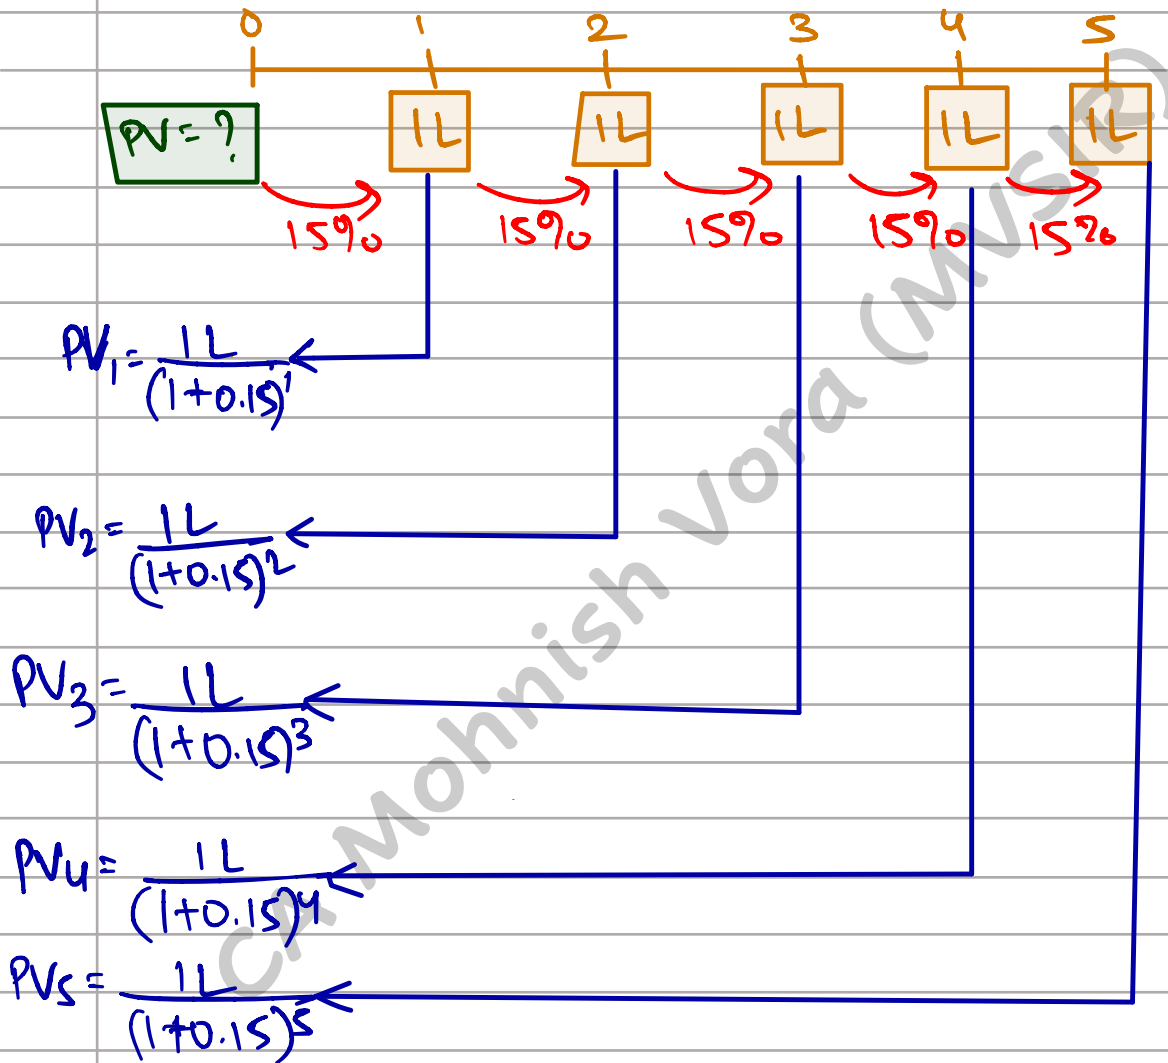 0 1 2 3 4 5
PV = ? 1L 1L 1L 1L 1L
15% 15% 15% 15% 15%
PV₁ = 1L
(1+0.15)¹
PV₂ = 1L
(1+0.15)²
PV₃ = 1L
(1+0.15)³
PV₄ = 1L
(1+0.15)⁴
PV₅ = 1L
(1+0.15)⁵
CA Mohnish Vora (MVSIR)